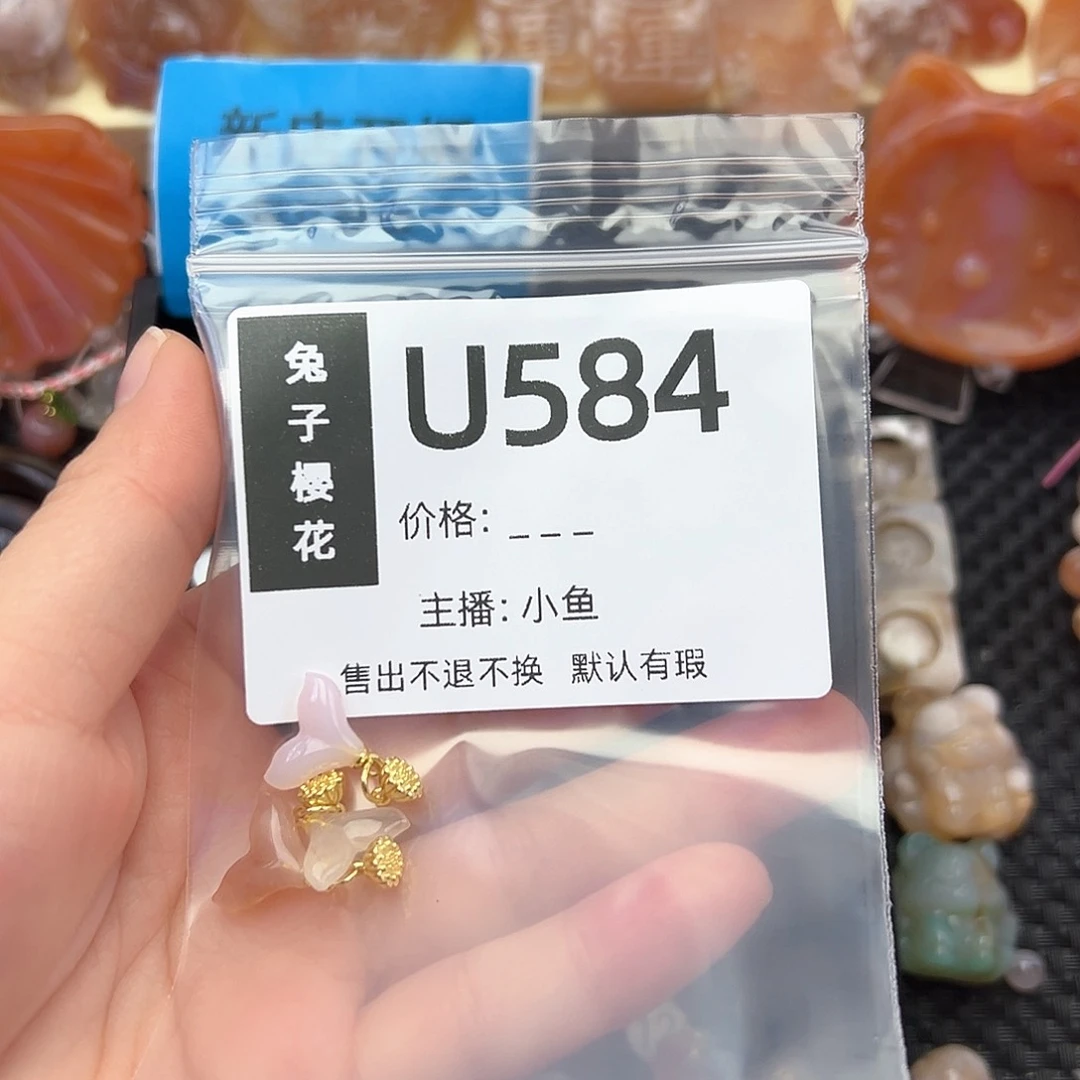 兔子樱花
U584
价格: _ _ _
主播: 小鱼
售出不退不换 默认有瑕